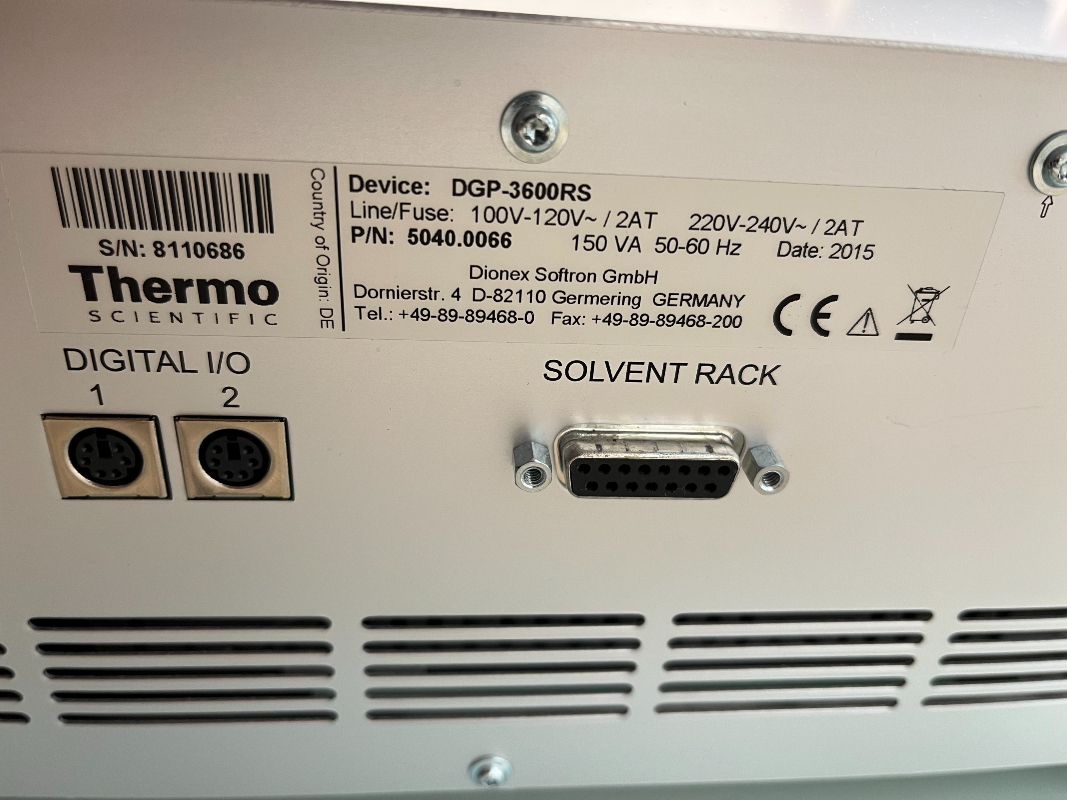 S/N: 8110686
Thermo
SCIENTIFIC
Country of Origin: DE
Device: DGP-3600RS
Line/Fuse: 100V-120V~ / 2AT 220V-240V~ / 2AT
P/N: 5040.0066 150 VA 50-60 Hz Date: 2015
Dionex Softron GmbH
Dornierstr. 4 D-82110 Germering GERMANY
Tel.: +49-89-89468-0 Fax: +49-89-89468-200
CE
DIGITAL I/O
1 2
SOLVENT RACK